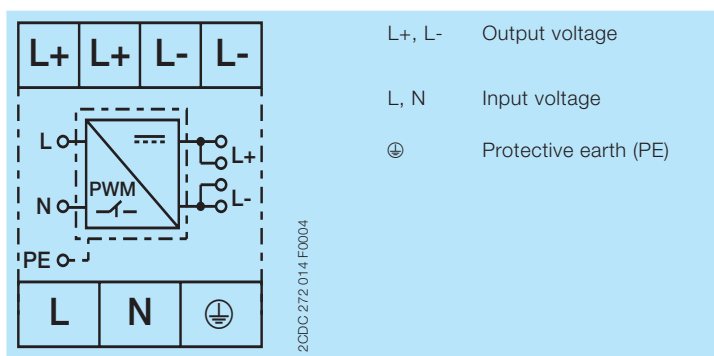 L+ L+ L- L-
L
N
PE
PWM
L+
L-
L N
2CDC 272 014 F0004
L+, L- Output voltage
L, N Input voltage
Protective earth (PE)